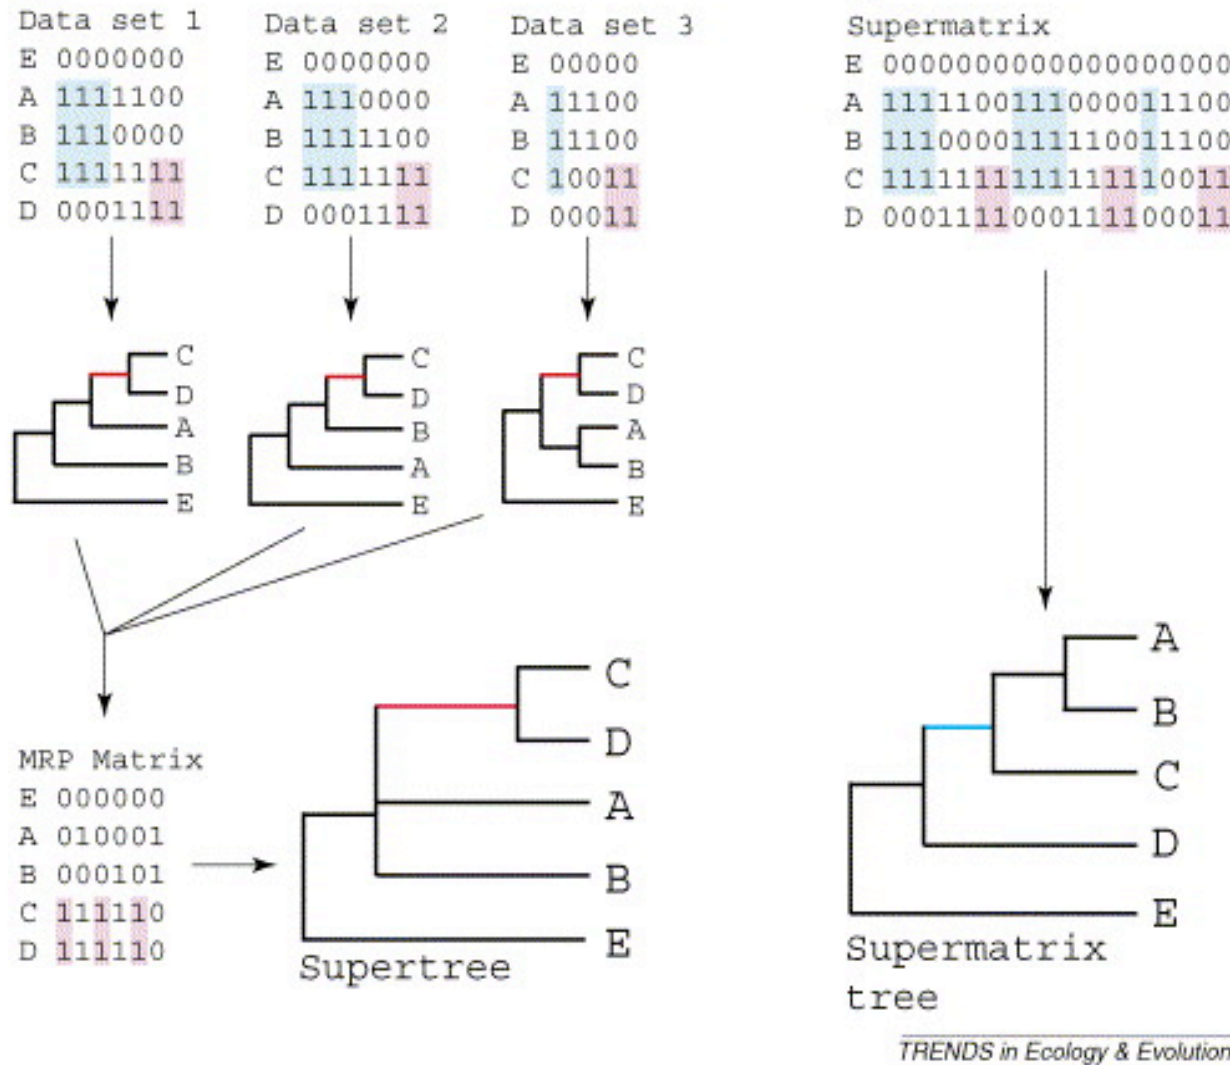 Data set 1
E 0000000
A 1111100
B 1110000
C 1111111
D 0001111
Data set 2
E 0000000
A 1110000
B 1111100
C 1111111
D 0001111
Data set 3
E 00000
A 11100
B 11100
C 10011
D 00011
Supermatrix
E 0000000000000000000
A 1111100111000011100
B 1110000111110011100
C 1111111111111110011
D 0001111000111100011
C
D
A
B
E
C
D
B
A
E
C
D
A
B
E
MRP Matrix
E 000000
A 010001
B 000101
C 111110
D 111110
C
D
A
B
E
Supertree
A
B
C
D
E
Supermatrix
tree
TRENDS in Ecology & Evolution